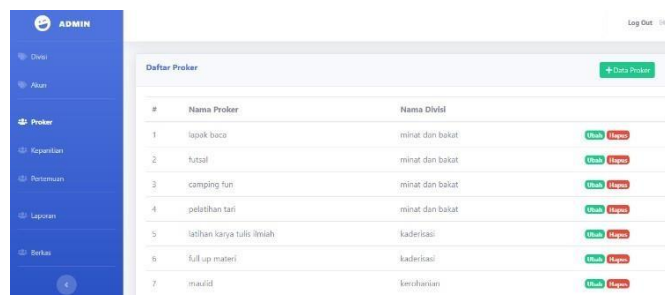 ADMIN
Log Out
Divisi
Akun
Proker
Kepanitian
Pertemuan
Laporan
Berkas
Daftar Proker
+ Data Proker
# Nama Proker Nama Divisi
1 lapak baca minat dan bakat Ubah Hapus
2 futsal minat dan bakat Ubah Hapus
3 camping fun minat dan bakat Ubah Hapus
4 pelatihan tari minat dan bakat Ubah Hapus
5 latihan karya tulis ilmiah kaderisasi Ubah Hapus
6 full up materi kaderisasi Ubah Hapus
7 maulid kerohanian Ubah Hapus